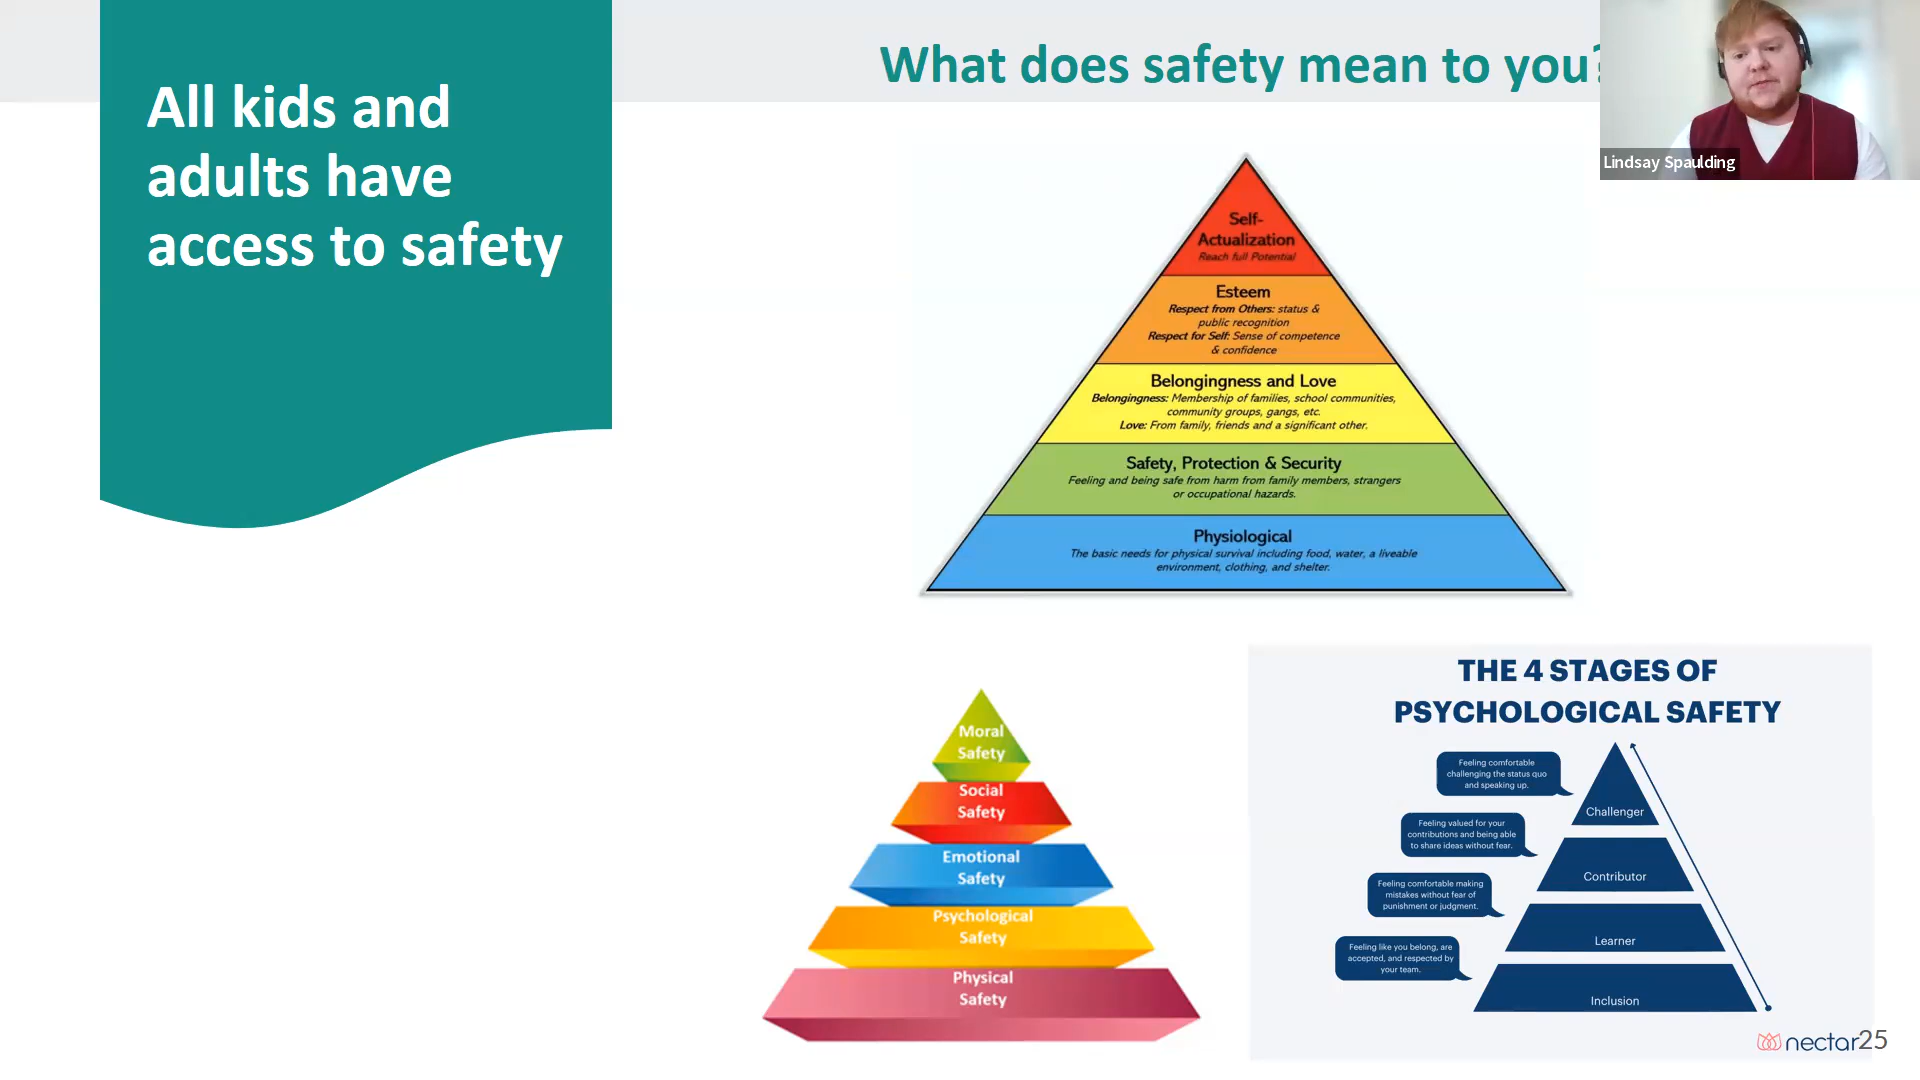 All kids and
adults have
access to safety
What does safety mean to you?
Lindsay Spaulding
Self-
Actualization
Reach full Potential
Esteem
Respect from Others: status &
public recognition
Respect for Self: Sense of competence
& confidence
Belongingness and Love
Belongingness: Membership of families, school communities,
community groups, gangs, etc.
Love: From family, friends and a significant other.
Safety, Protection & Security
Feeling and being safe from harm from family members, strangers
or occupational hazards.
Physiological
The basic needs for physical survival including food, water, a liveable
environment, clothing, and shelter.
Moral
Safety
Social
Safety
Emotional
Safety
Psychological
Safety
Physical
Safety
THE 4 STAGES OF
PSYCHOLOGICAL SAFETY
Feeling comfortable
challenging the status quo
and speaking up.
Challenger
Feeling valued for your
contributions and being able
to share ideas without fear.
Contributor
Feeling comfortable making
mistakes without fear of
punishment or judgment.
Learner
Feeling like you belong, are
accepted, and respected by
your team.
Inclusion
nectar
25